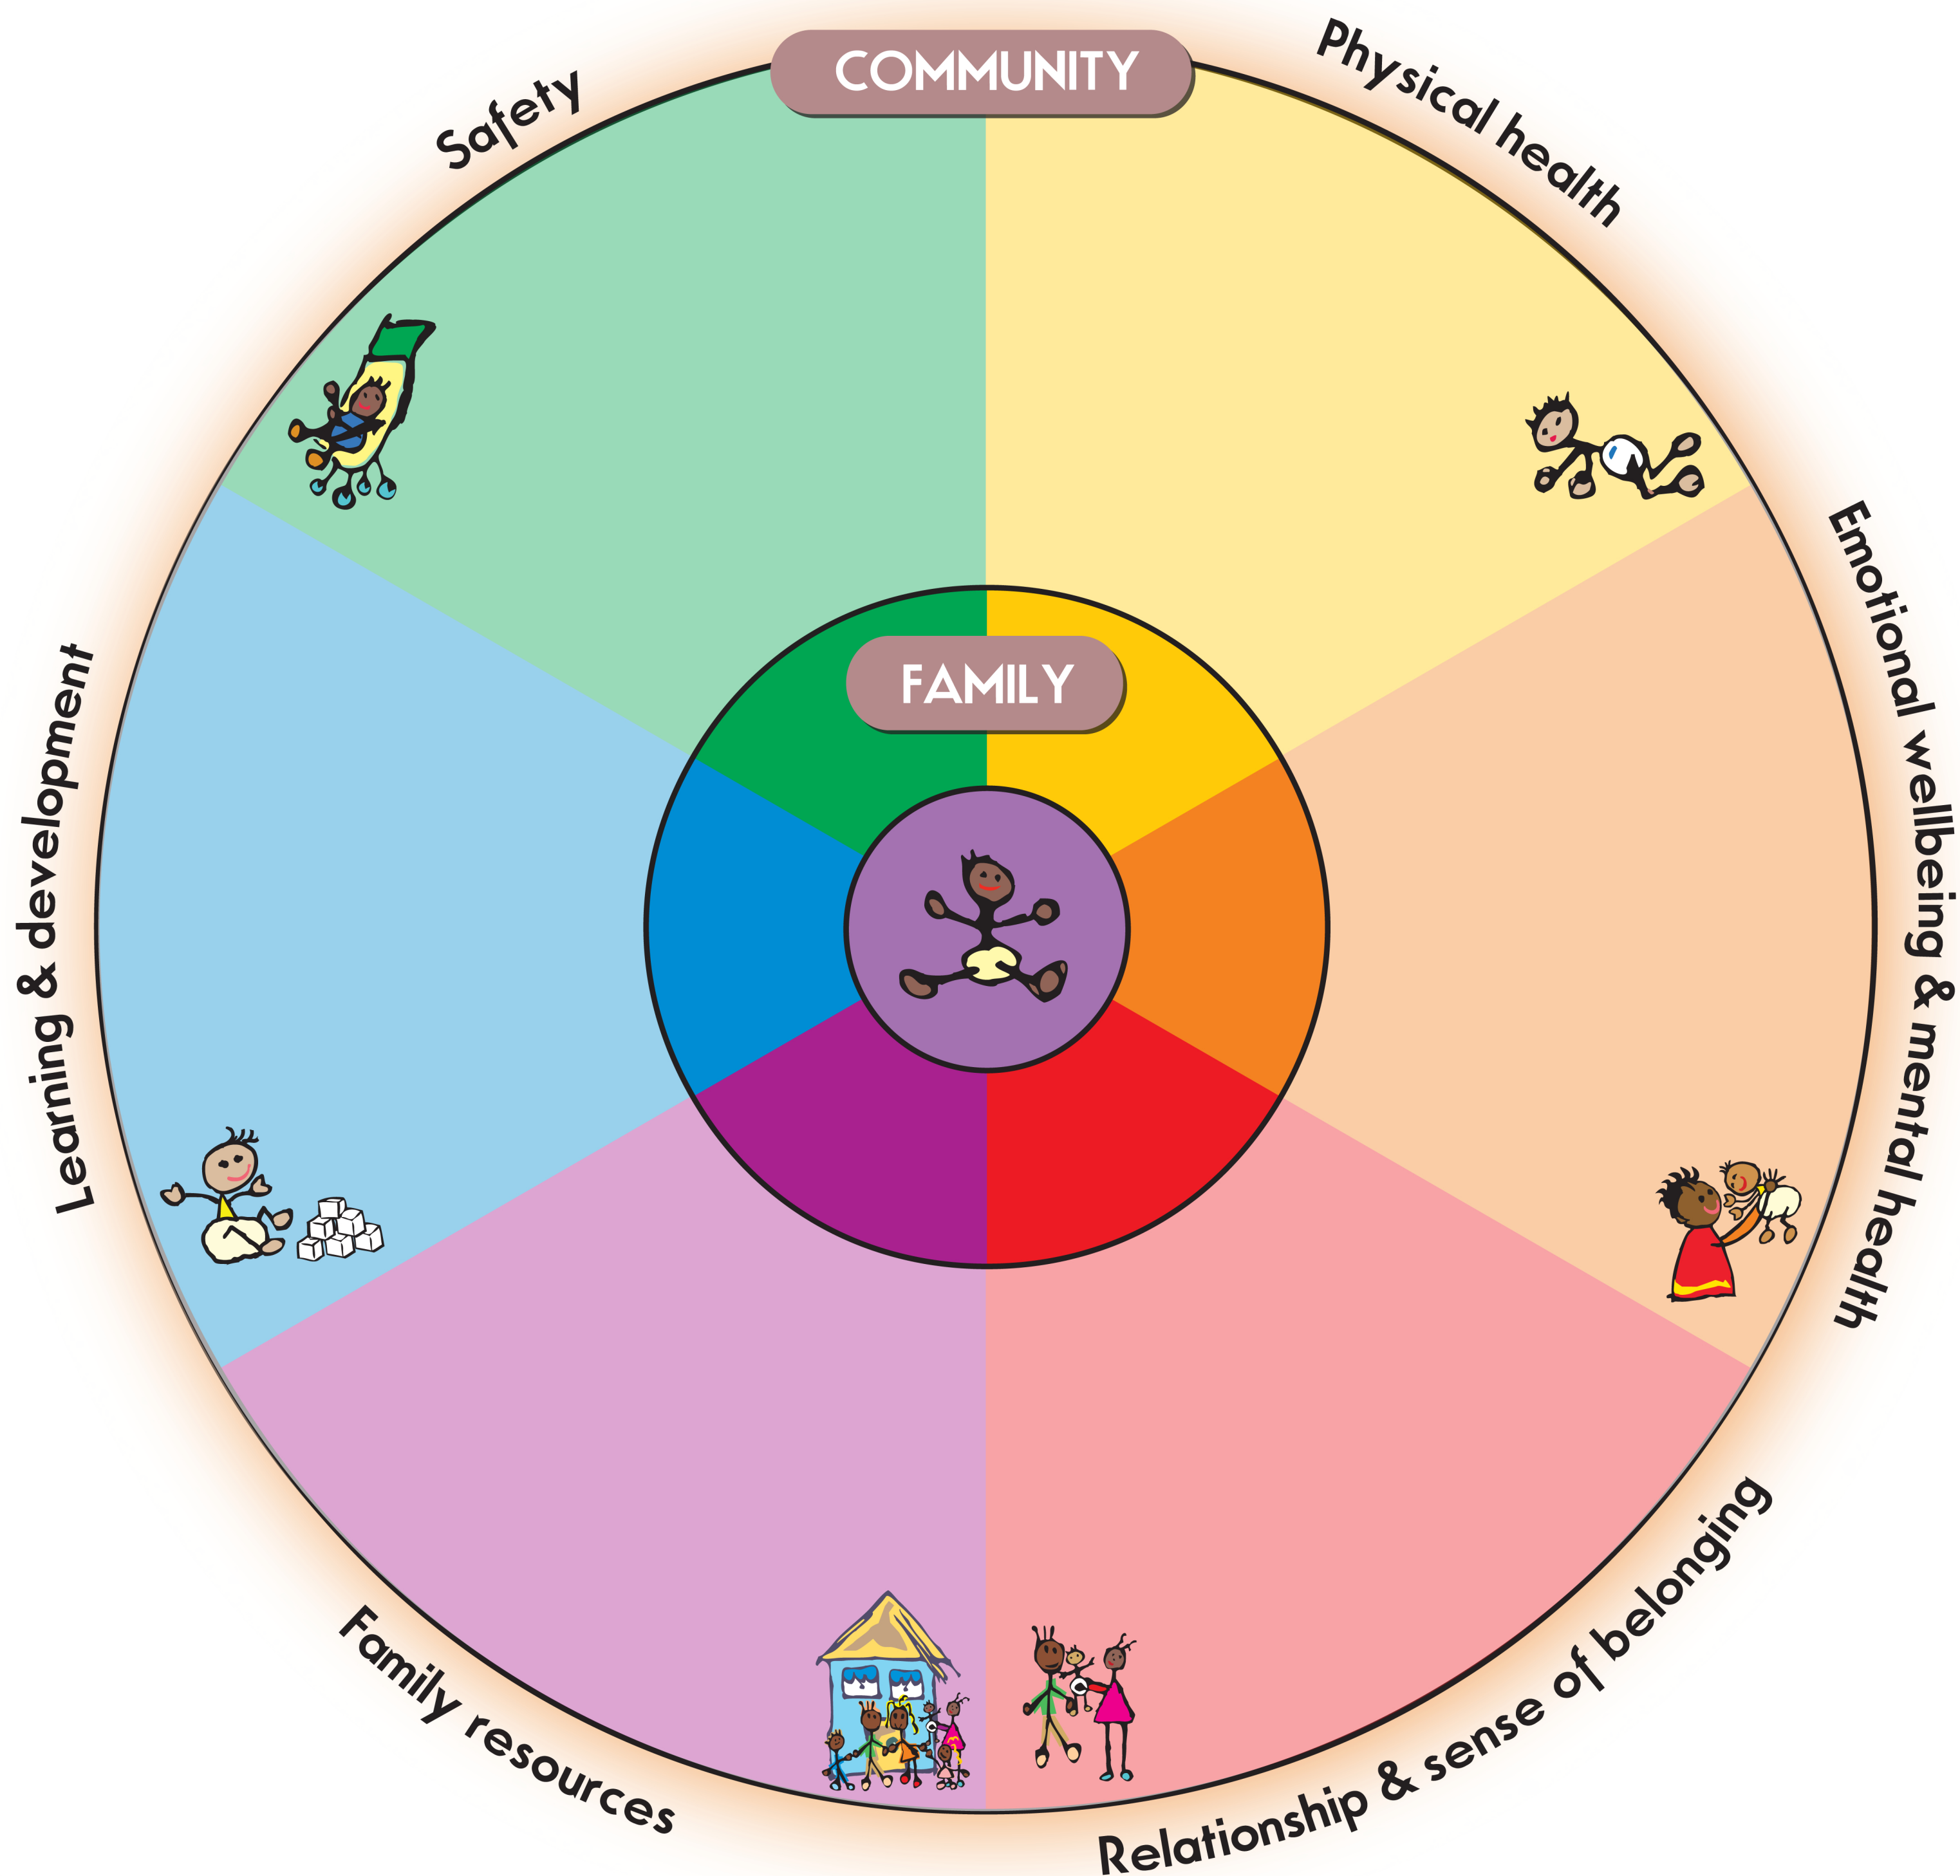 COMMUNITY
Physical health
Emotional wellbeing & mental health
Relationship & sense of belonging
Family resources
Learning & development
Safety
FAMILY